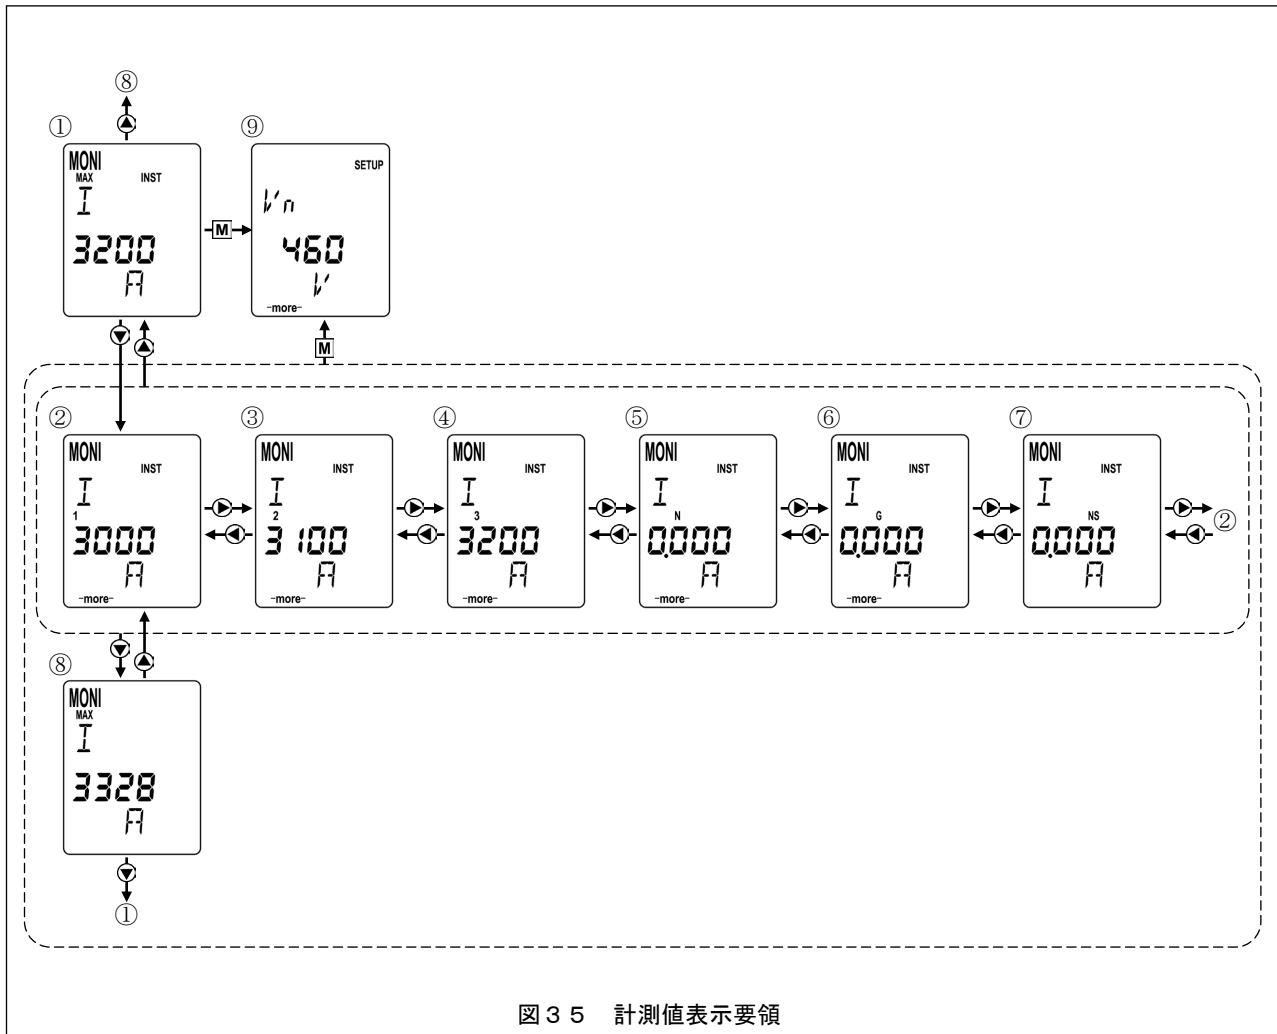 ⑧
① ⑨
MONI
MAX INST
I
3200
A
M
SETUP
Vn
460
V
-more-
M
② ③ ④ ⑤ ⑥ ⑦
MONI
INST
I
1
3000
A
-more-
MONI
INST
I
2
3100
A
-more-
MONI
INST
I
3
3200
A
-more-
MONI
INST
I
N
0.000
A
-more-
MONI
INST
I
G
0.000
A
-more-
MONI
INST
I
NS
0.000
A
②
⑧
MONI
MAX
I
3328
A
①
図35 計測値表示要領